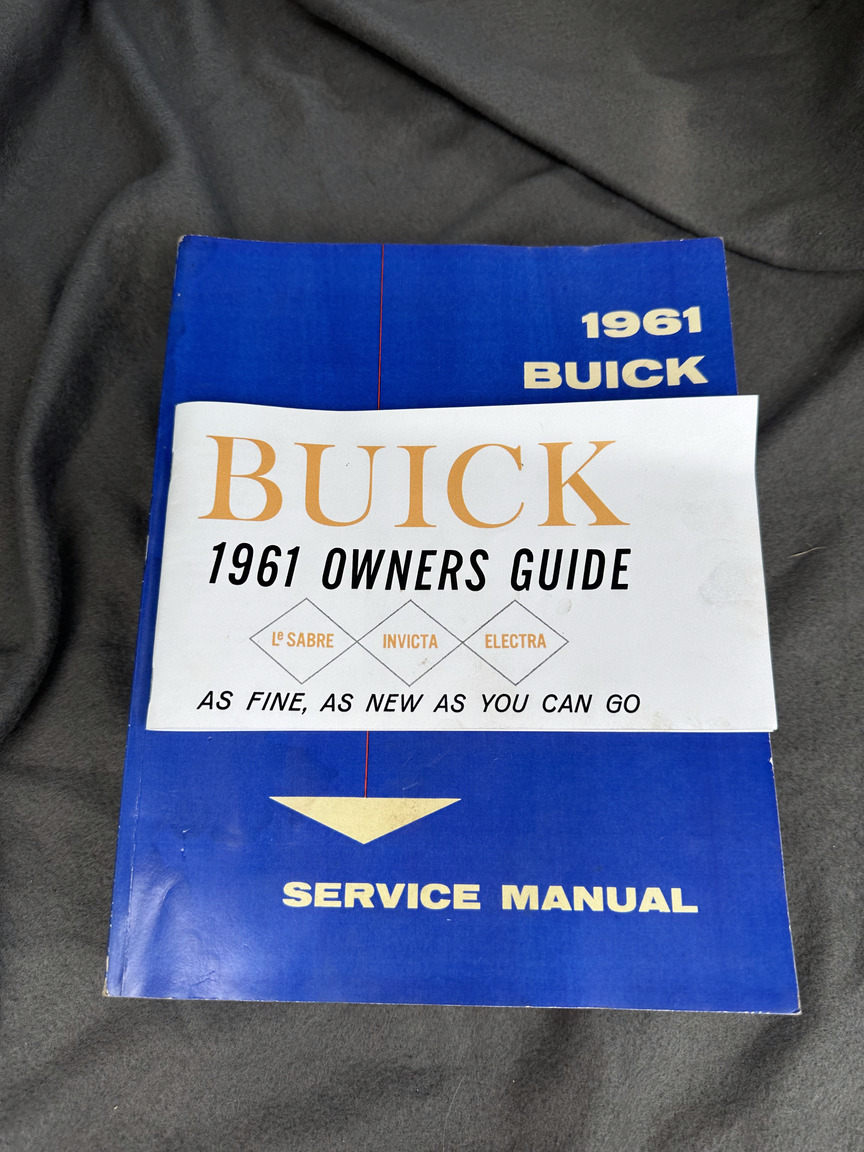 1961
BUICK
BUICK
1961 OWNERS GUIDE
Le SABRE INVICTA ELECTRA
AS FINE, AS NEW AS YOU CAN GO
SERVICE MANUAL